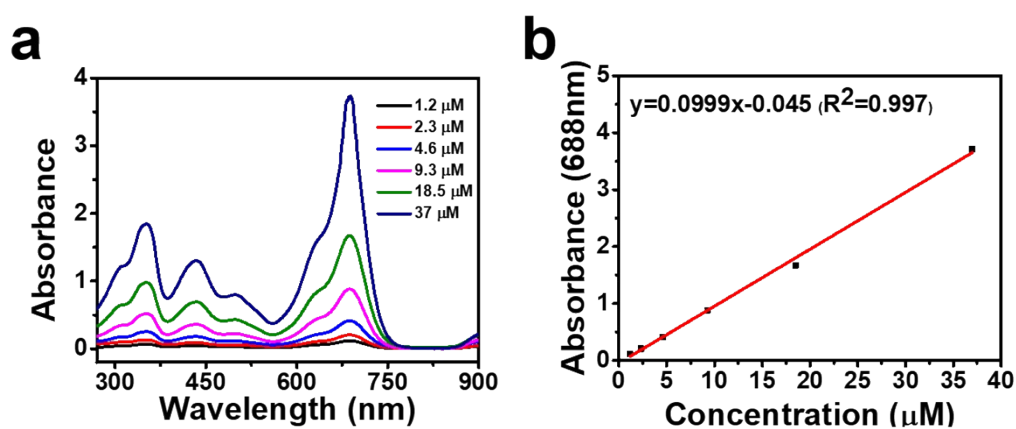 a
Absorbance
4
3
2
1
0
300 450 600 750 900
Wavelength (nm)
1.2 μM
2.3 μM
4.6 μM
9.3 μM
18.5 μM
37 μM
b
Absorbance (688nm)
5
4
3
2
1
0
y=0.0999x-0.045 (R²=0.997)
0 5 10 15 20 25 30 35 40
Concentration (μM)